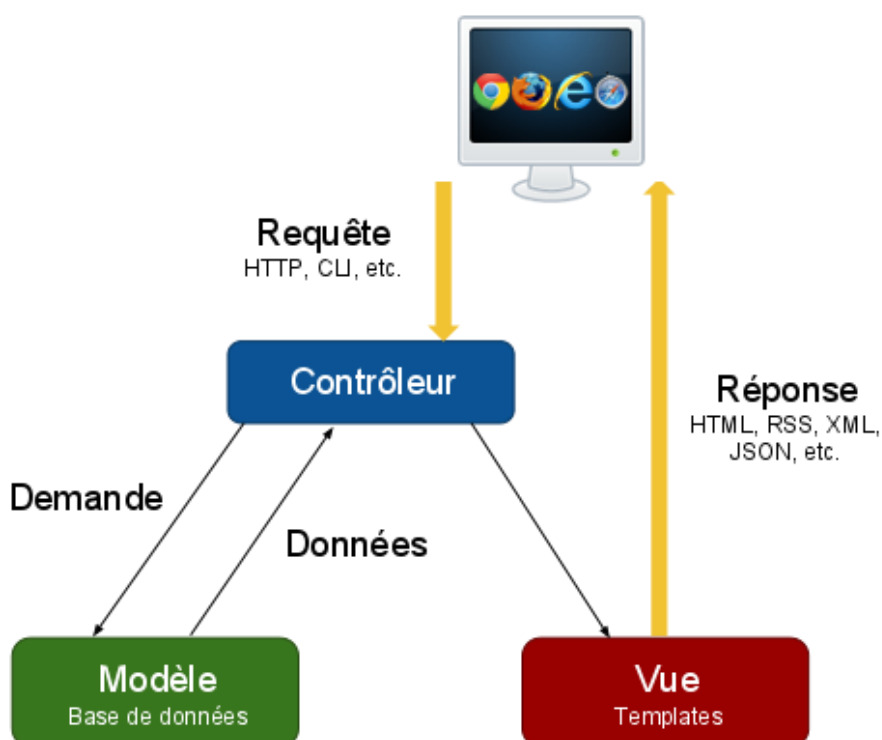 Requête
HTTP, CLI, etc.
Contrôleur
Réponse
HTML, RSS, XML,
JSON, etc.
Demande
Données
Modèle
Base de données
Vue
Templates